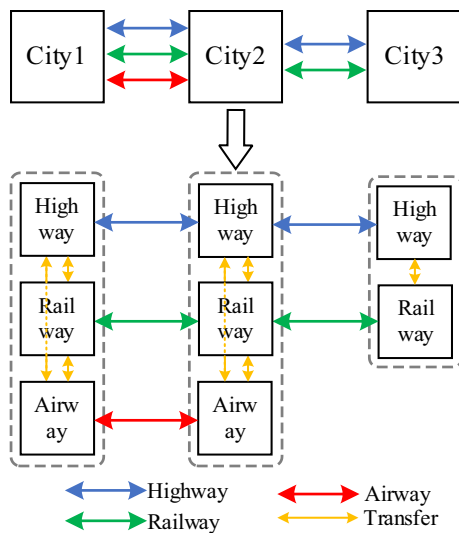 City1
City2
City3
High
way
High
way
High
way
Rail
way
Rail
way
Rail
way
Airw
ay
Airw
ay
Highway
Airway
Railway
Transfer